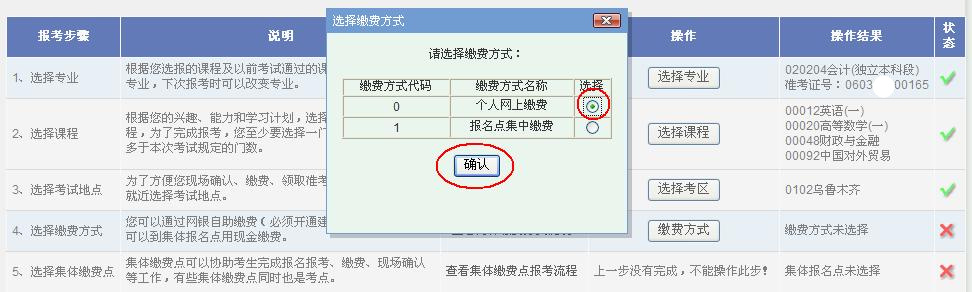 报考步骤 说明 操作 操作结果 状态
选择缴费方式
请选择缴费方式：
缴费方式代码 缴费方式名称 选择
0 个人网上缴费
1 报名点集中缴费
确认
1、选择专业
根据您选报的课程及以前考试通过的课
专业，下次报考时可以改变专业。
选择专业
020204会计(独立本科段)
准考证号：0603 00165
2、选择课程
根据您的兴趣、能力和学习计划，选择
程，为了完成报考，您至少要选择一门
多于本次考试规定的门数。
选择课程
00012英语(一)
00020高等数学(一)
00048财政与金融
00092中国对外贸易
3、选择考试地点
为了方便您现场确认、缴费、领取准考
就近选择考试地点。
选择考区
0102乌鲁木齐
4、选择缴费方式
您可以通过网银自助缴费（必须开通建
可以到集体报名点用现金缴费。
缴费方式
缴费方式未选择
5、选择集体缴费点
集体缴费点可以协助考生完成报名报考、缴费、现场确认
等工作，有些集体缴费点同时也是考点。
查看集体缴费点报考流程
上一步没有完成，不能操作此步！
集体报名点未选择